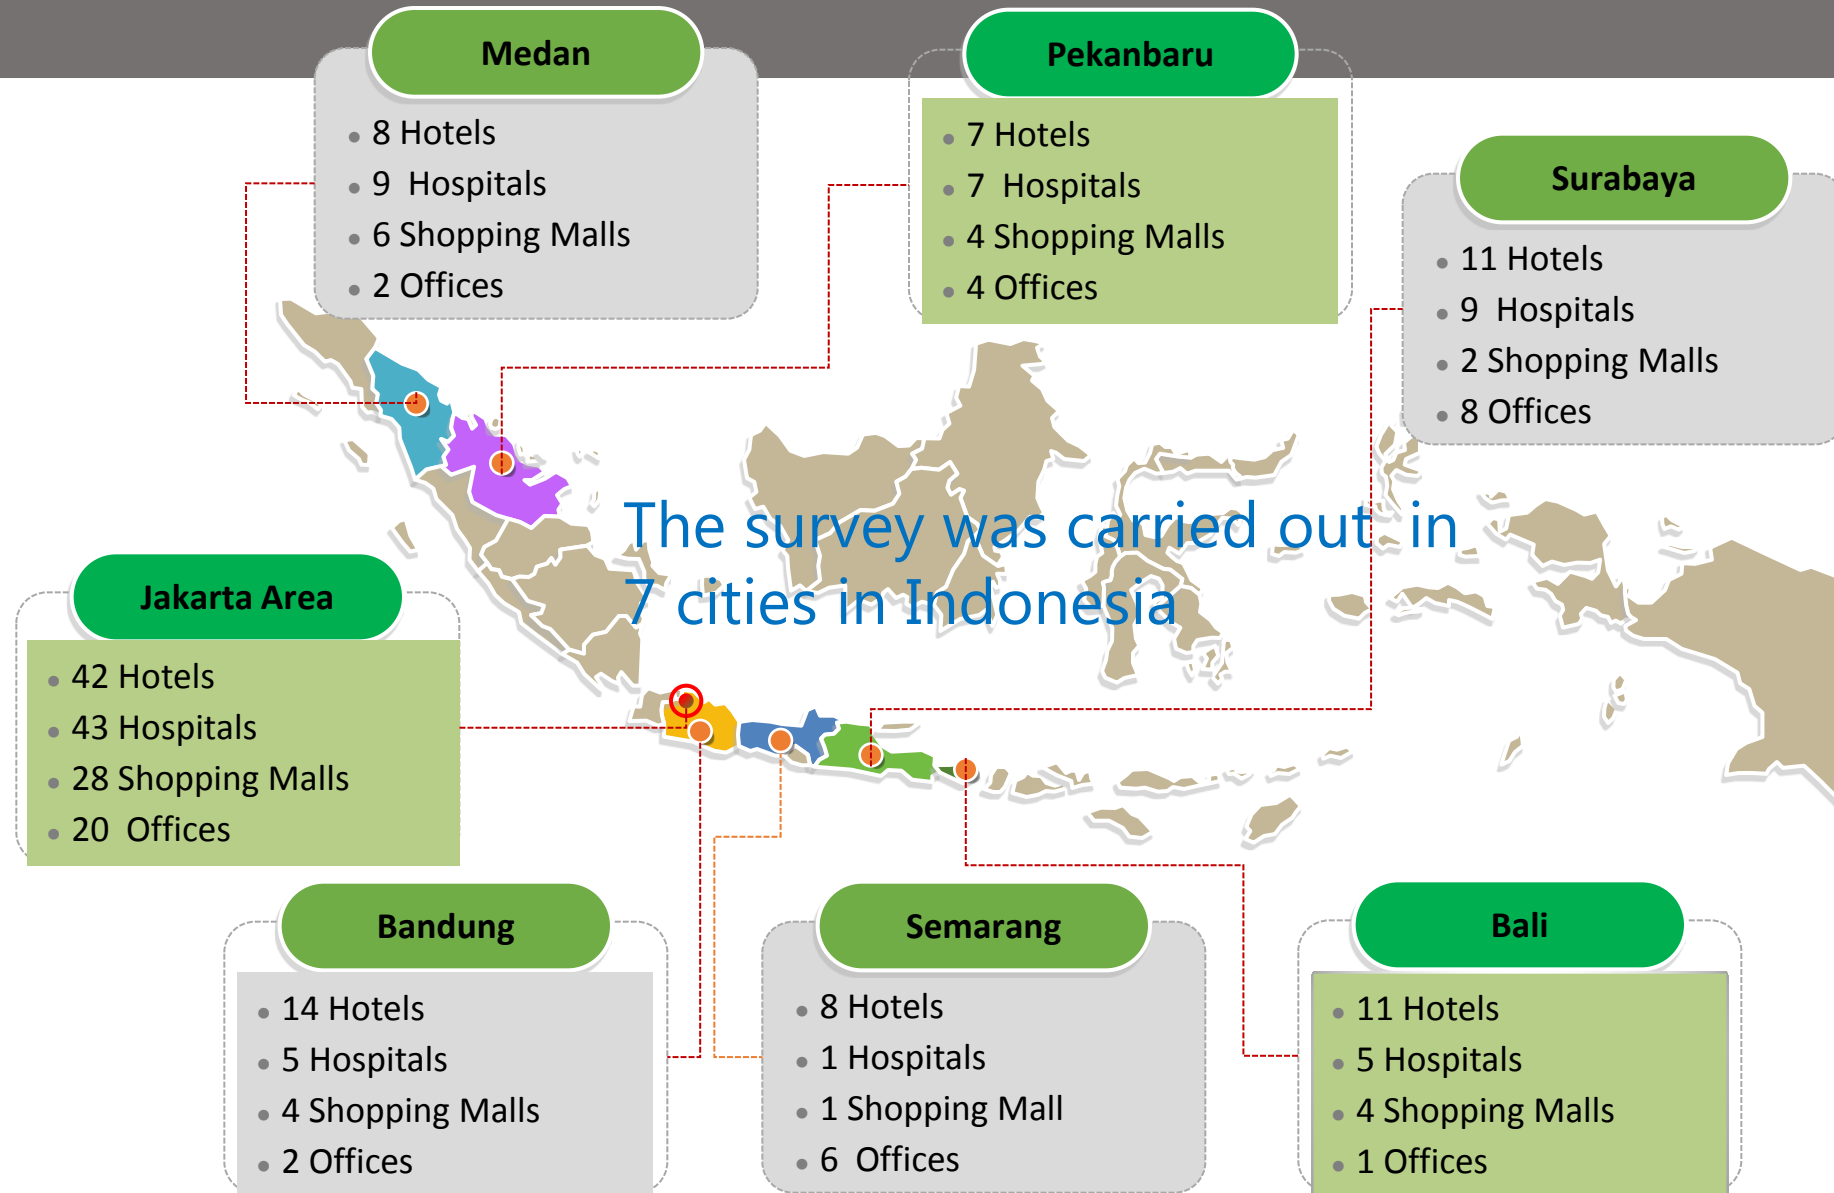 Medan
8 Hotels
9 Hospitals
6 Shopping Malls
2 Offices
Pekanbaru
7 Hotels
7 Hospitals
4 Shopping Malls
4 Offices
Surabaya
11 Hotels
9 Hospitals
2 Shopping Malls
8 Offices
The survey was carried out in
7 cities in Indonesia
Jakarta Area
42 Hotels
43 Hospitals
28 Shopping Malls
20 Offices
Bandung
14 Hotels
5 Hospitals
4 Shopping Malls
2 Offices
Semarang
8 Hotels
1 Hospitals
1 Shopping Mall
6 Offices
Bali
11 Hotels
5 Hospitals
4 Shopping Malls
1 Offices